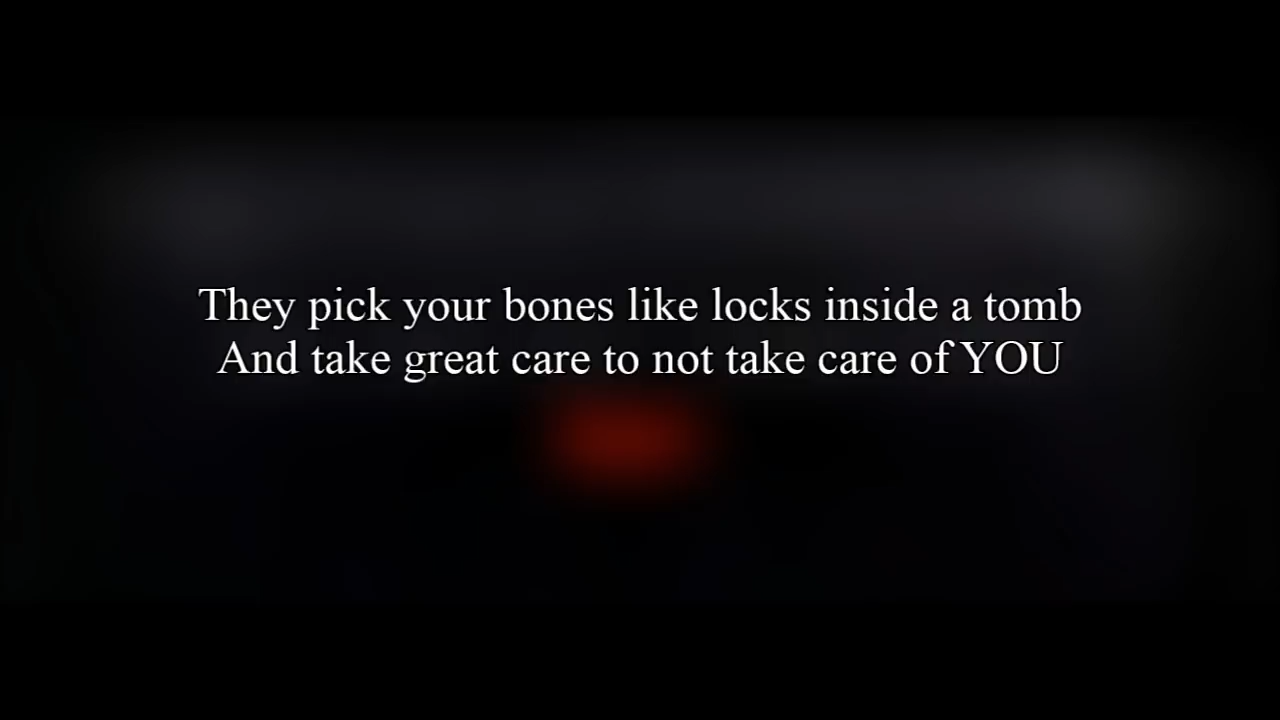 They pick your bones like locks inside a tomb
And take great care to not take care of YOU